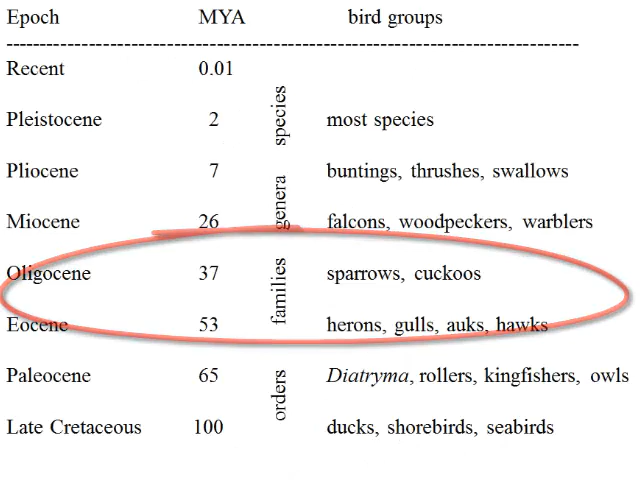 Epoch MYA bird groups
--------------------------------------------------------------------------------
Recent 0.01
Pleistocene 2 species most species
Pliocene 7 buntings, thrushes, swallows
Miocene 26 genera falcons, woodpeckers, warblers
Oligocene 37 families sparrows, cuckoos
Eocene 53 herons, gulls, auks, hawks
Paleocene 65 orders Diatryma, rollers, kingfishers, owls
Late Cretaceous 100 ducks, shorebirds, seabirds